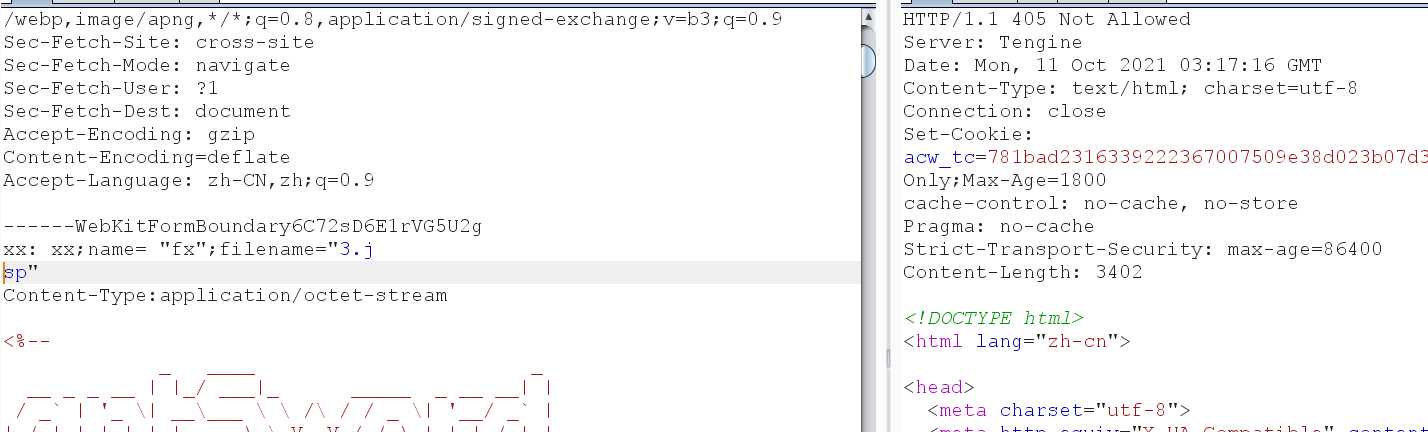 /webp,image/apng,*/*;q=0.8,application/signed-exchange;v=b3;q=0.9
Sec-Fetch-Site: cross-site
Sec-Fetch-Mode: navigate
Sec-Fetch-User: ?1
Sec-Fetch-Dest: document
Accept-Encoding: gzip
Content-Encoding=deflate
Accept-Language: zh-CN,zh;q=0.9
------WebKitFormBoundary6C72sD6E1rVG5U2g
xx: xx;name= "fx";filename="3.j
sp"
Content-Type:application/octet-stream
<%--
HTTP/1.1 405 Not Allowed
Server: Tengine
Date: Mon, 11 Oct 2021 03:17:16 GMT
Content-Type: text/html; charset=utf-8
Connection: close
Set-Cookie:
acw_tc=781bad2316339222367007509e38d023b07d3
Only;Max-Age=1800
cache-control: no-cache, no-store
Pragma: no-cache
Strict-Transport-Security: max-age=86400
Content-Length: 3402
<!DOCTYPE html>
<html lang="zh-cn">
<head>
<meta charset="utf-8">